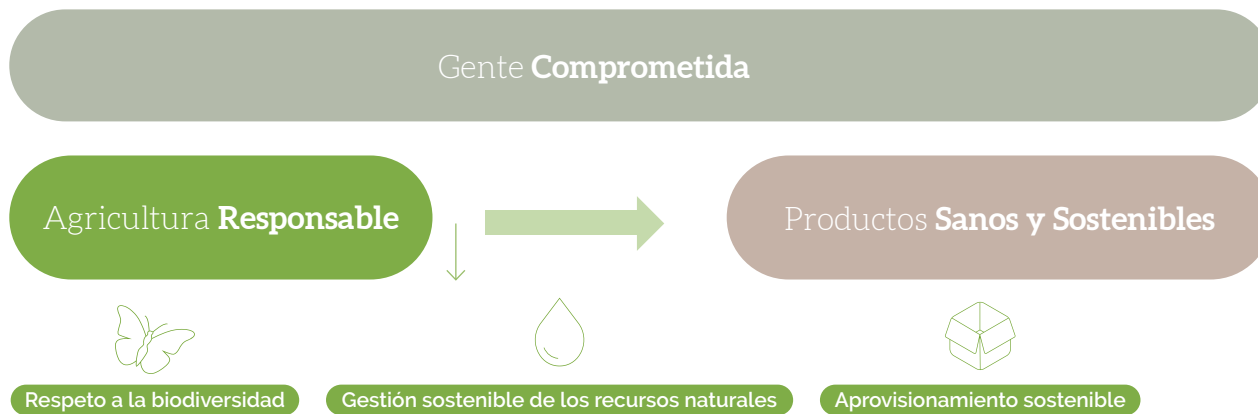 Gente Comprometida
Agricultura Responsable
Productos Sanos y Sostenibles
Respeto a la biodiversidad
Gestión sostenible de los recursos naturales
Aprovisionamiento sostenible